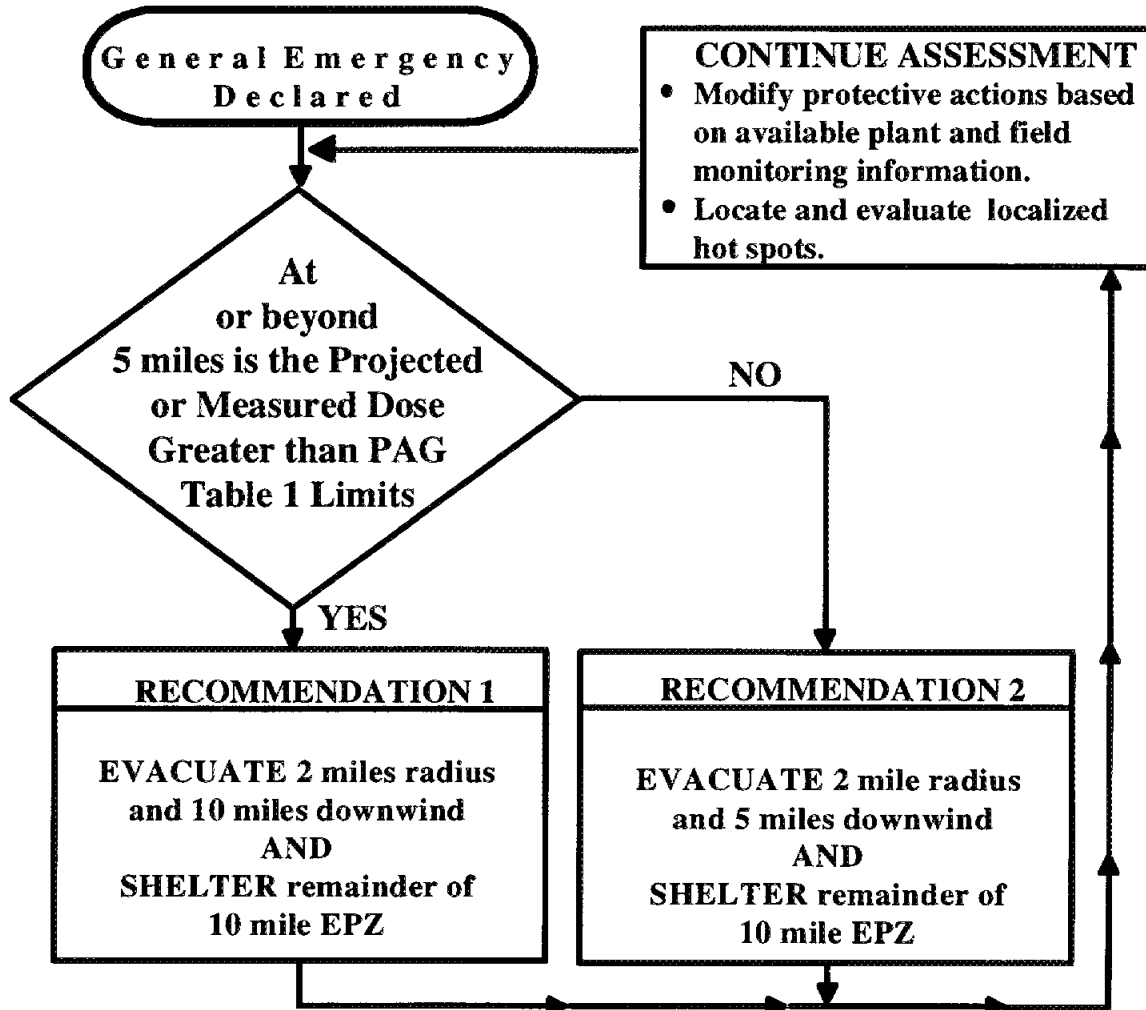 General Emergency
Declared
CONTINUE ASSESSMENT
• Modify protective actions based
on available plant and field
monitoring information.
• Locate and evaluate localized
hot spots.
At
or beyond
5 miles is the Projected
or Measured Dose
Greater than PAG
Table 1 Limits
NO
YES
RECOMMENDATION 1
EVACUATE 2 miles radius
and 10 miles downwind
AND
SHELTER remainder of
10 mile EPZ
RECOMMENDATION 2
EVACUATE 2 mile radius
and 5 miles downwind
AND
SHELTER remainder of
10 mile EPZ